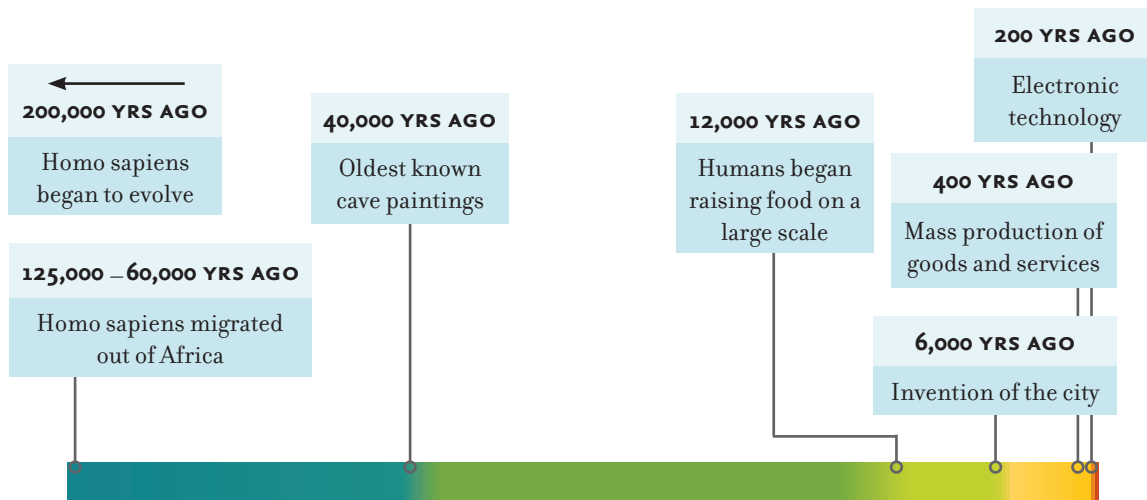 200,000 YRS AGO
Homo sapiens
began to evolve
125,000 – 60,000 YRS AGO
Homo sapiens migrated
out of Africa
40,000 YRS AGO
Oldest known
cave paintings
12,000 YRS AGO
Humans began
raising food on a
large scale
6,000 YRS AGO
Invention of the city
400 YRS AGO
Mass production of
goods and services
200 YRS AGO
Electronic
technology